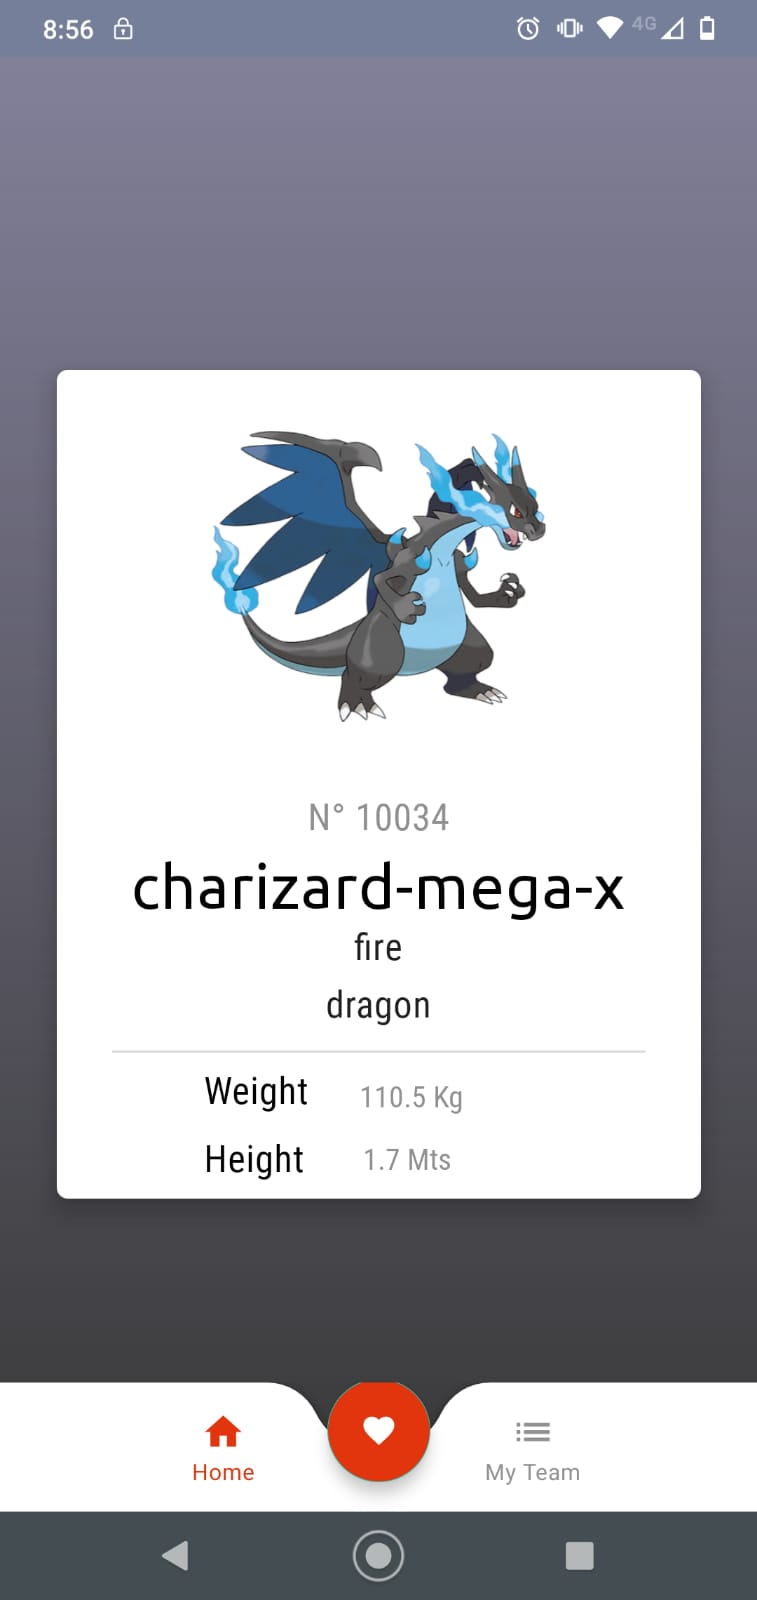 8:56
4G
N° 10034
charizard-mega-x
fire
dragon
Weight 110.5 Kg
Height 1.7 Mts
Home My Team